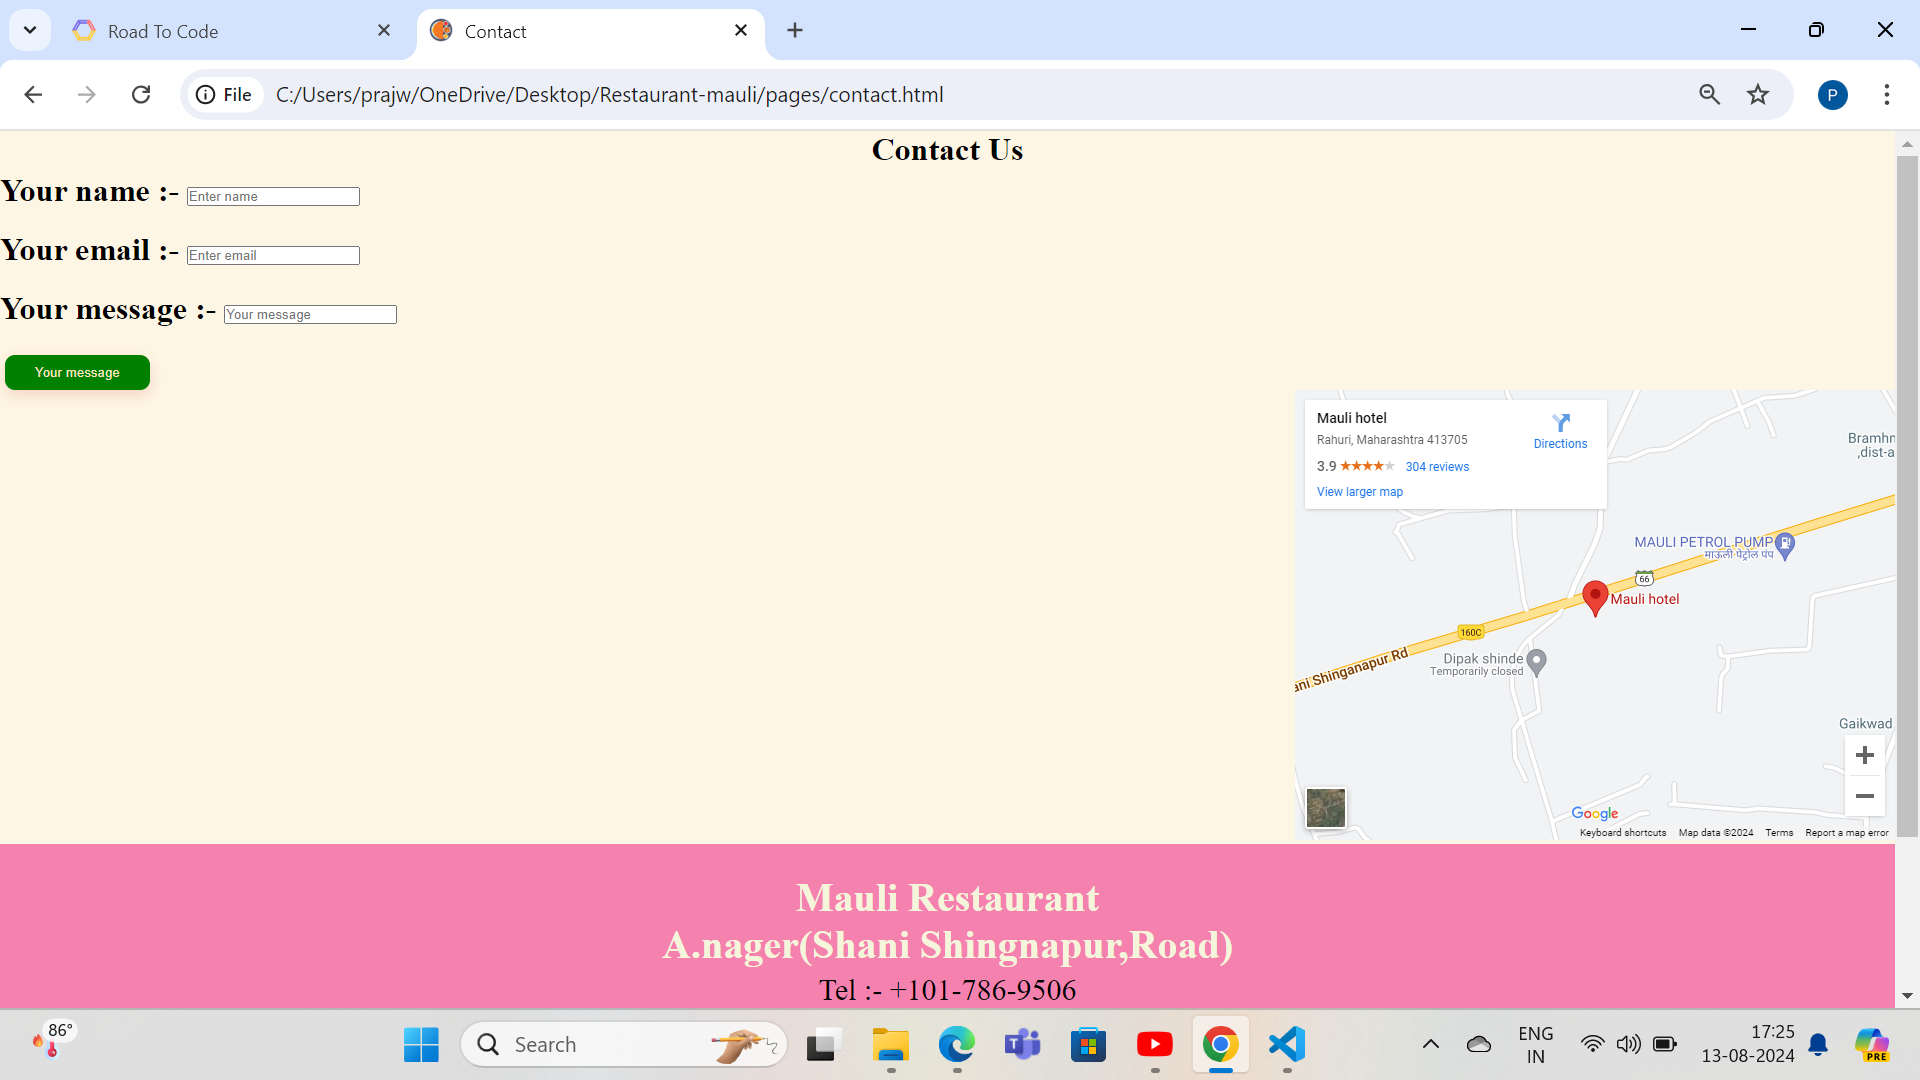 Road To Code
Contact
File
C:/Users/prajw/OneDrive/Desktop/Restaurant-mauli/pages/contact.html
P
Contact Us
Your name :- Enter name
Your email :- Enter email
Your message :- Your message
Your message
Mauli hotel
Rahuri, Maharashtra 413705
Directions
3.9
304 reviews
View larger map
Bramhr
,dist-a
MAULI PETROL PUMP
माऊली पेट्रोल पंप
66
Mauli hotel
160C
ani Shinganapur Rd
Dipak shinde
Temporarily closed
Gaikwad
Google
Keyboard shortcuts Map data ©2024 Terms Report a map error
Mauli Restaurant
A.nager(Shani Shingnapur,Road)
Tel :- +101-786-9506
86°
Search
ENG
IN
17:25
13-08-2024
PRE